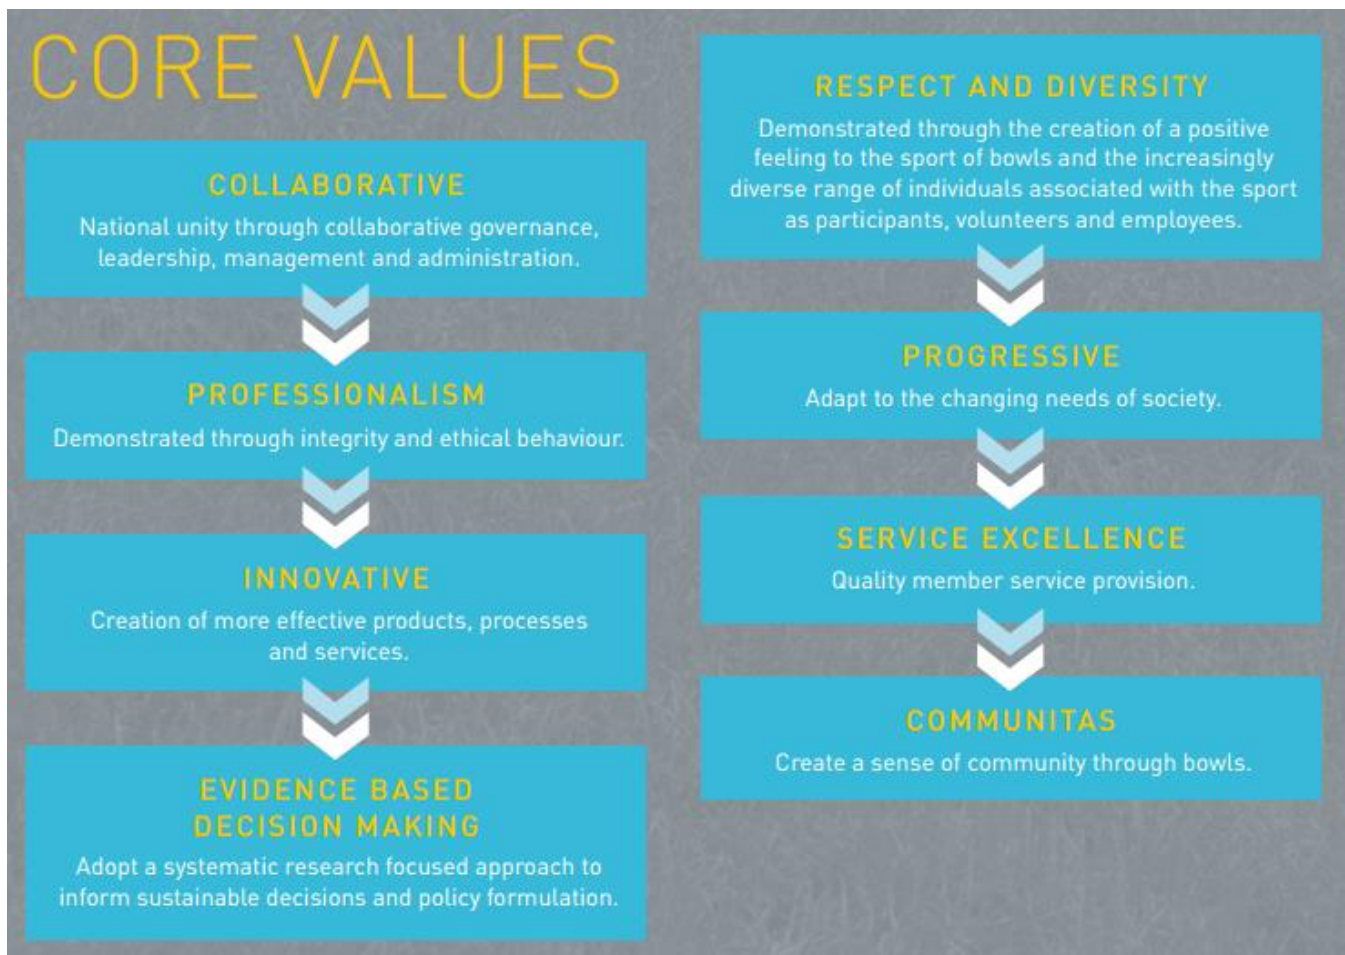 CORE VALUES
COLLABORATIVE
National unity through collaborative governance,
leadership, management and administration.
PROFESSIONALISM
Demonstrated through integrity and ethical behaviour.
INNOVATIVE
Creation of more effective products, processes
and services.
EVIDENCE BASED
DECISION MAKING
Adopt a systematic research focused approach to
inform sustainable decisions and policy formulation.
RESPECT AND DIVERSITY
Demonstrated through the creation of a positive
feeling to the sport of bowls and the increasingly
diverse range of individuals associated with the sport
as participants, volunteers and employees.
PROGRESSIVE
Adapt to the changing needs of society.
SERVICE EXCELLENCE
Quality member service provision.
COMMUNITAS
Create a sense of community through bowls.